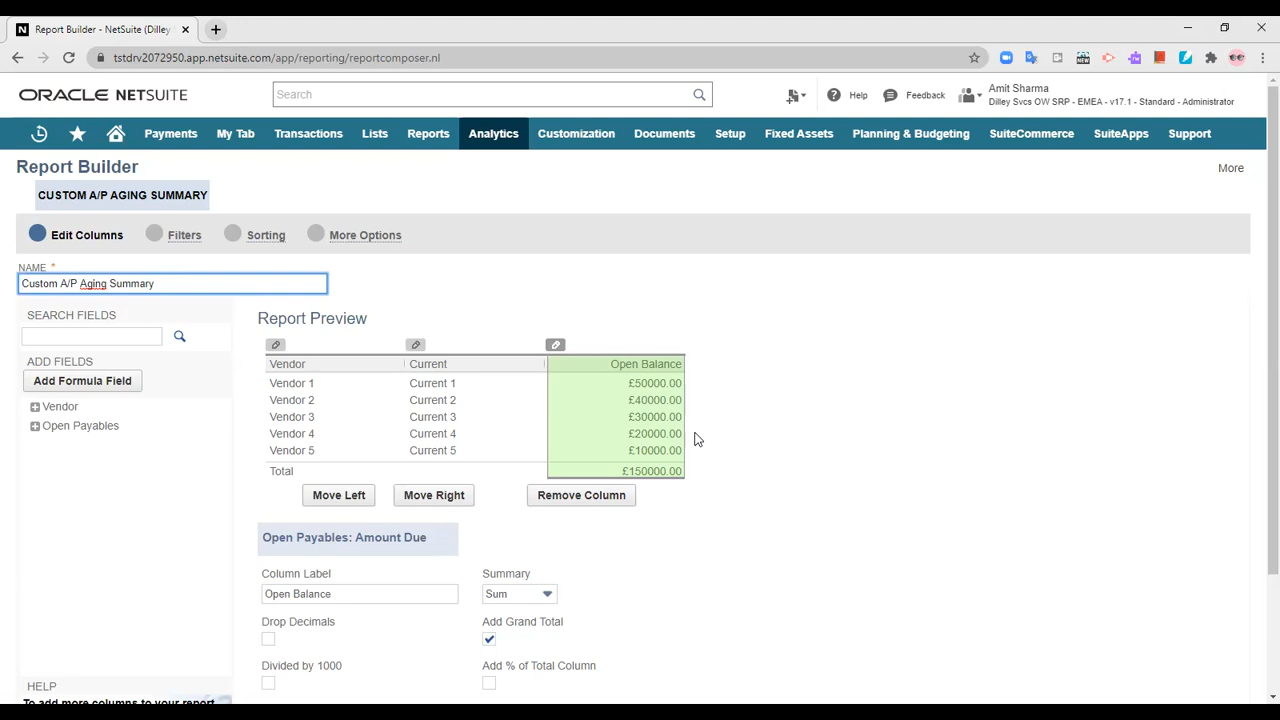 Report Builder - NetSuite (Dilley
tstdrv2072950.app.netsuite.com/app/reporting/reportcomposer.nl
ORACLE NETSUITE
Search
Help
Feedback
Amit Sharma
Dilley Svcs OW SRP - EMEA - v17.1 - Standard - Administrator
Payments My Tab Transactions Lists Reports Analytics Customization Documents Setup Fixed Assets Planning & Budgeting SuiteCommerce SuiteApps Support
Report Builder
More
CUSTOM A/P AGING SUMMARY
Edit Columns Filters Sorting More Options
NAME *
Custom A/P Aging Summary
SEARCH FIELDS
ADD FIELDS
Add Formula Field
Vendor
Open Payables
Report Preview
Vendor Current Open Balance
Vendor 1 Current 1 £50000.00
Vendor 2 Current 2 £40000.00
Vendor 3 Current 3 £30000.00
Vendor 4 Current 4 £20000.00
Vendor 5 Current 5 £10000.00
Total £150000.00
Move Left Move Right Remove Column
Open Payables: Amount Due
Column Label Summary
Open Balance Sum
Drop Decimals Add Grand Total
Divided by 1000 Add % of Total Column
HELP
To add more columns to your report